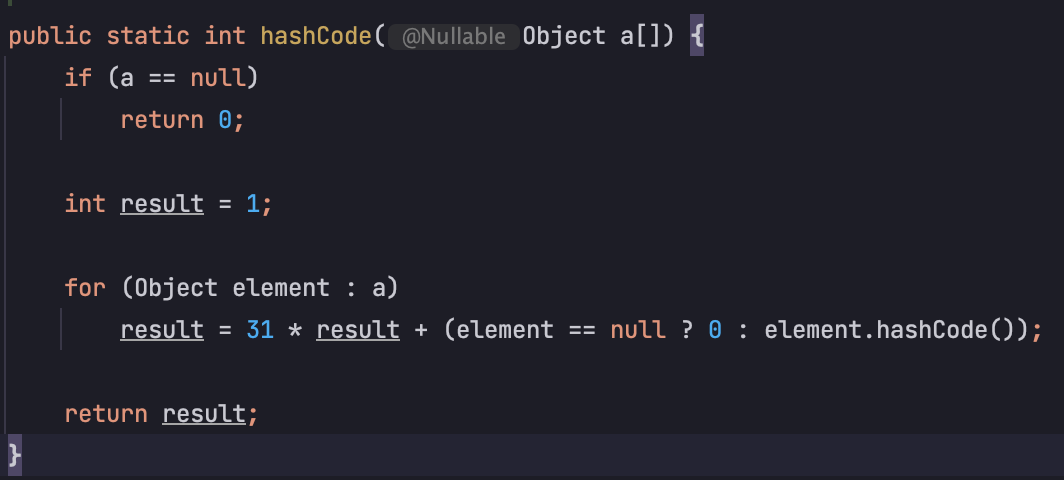 public static int hashCode( @Nullable Object a[]) {
if (a == null)
return 0;
int result = 1;
for (Object element : a)
result = 31 * result + (element == null ? 0 : element.hashCode());
return result;
}